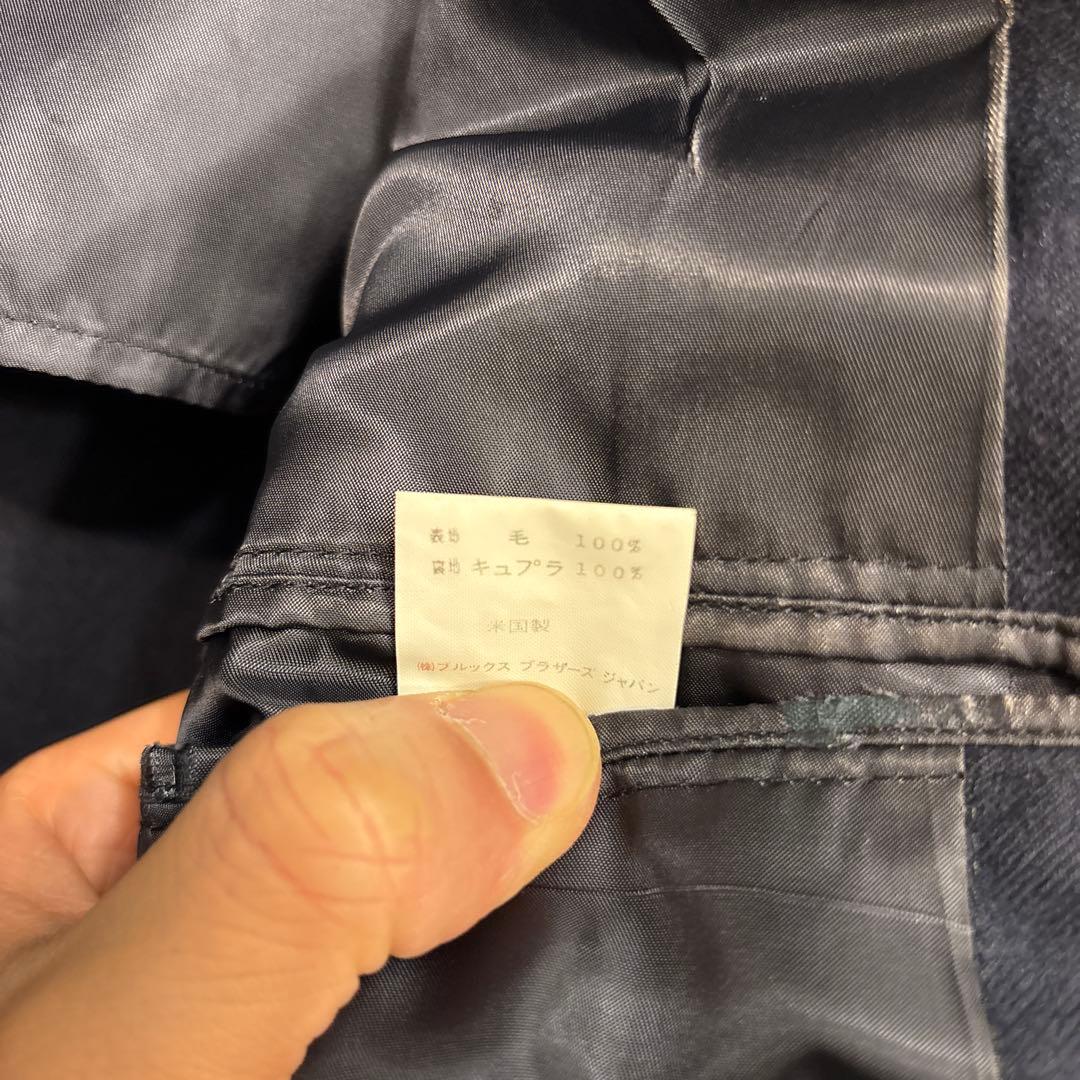 表地 毛 100%
裏地 キュプラ 100%
米国製
(株)ブルックス ブラザーズ ジャパン